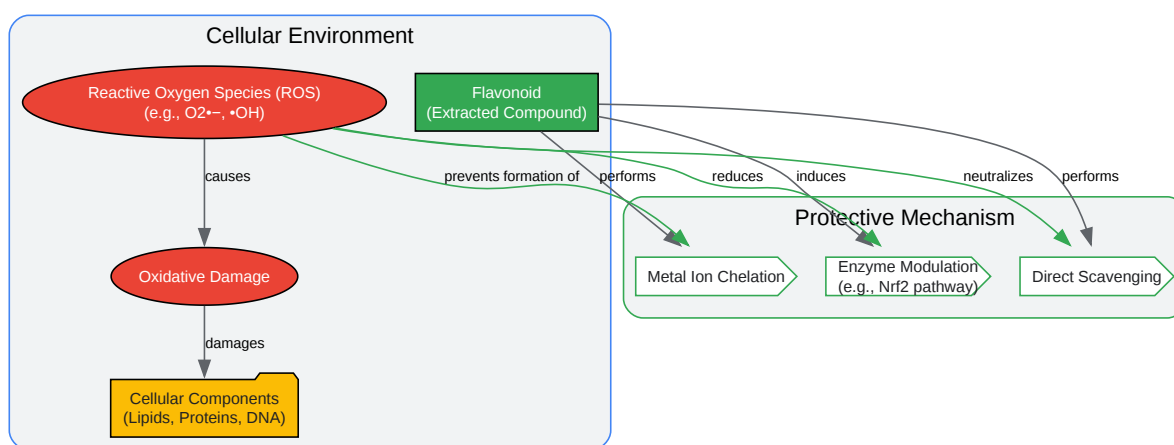 Cellular Environment
Reactive Oxygen Species (ROS)
(e.g., O2•−, •OH)
Flavonoid
(Extracted Compound)
causes
prevents formation of
performs
reduces
induces
neutralizes
performs
Protective Mechanism
Oxidative Damage
Metal Ion Chelation
Enzyme Modulation
(e.g., Nrf2 pathway)
Direct Scavenging
damages
Cellular Components
(Lipids, Proteins, DNA)